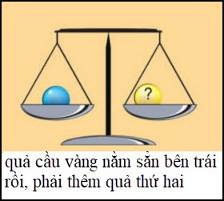 ?
quả cầu vàng nằm sẵn bên trái
rồi, phải thêm quả thứ hai